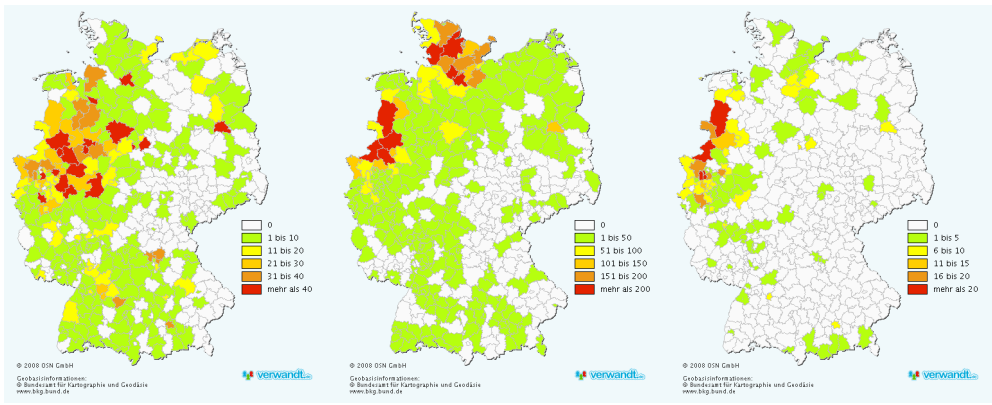 0
1 bis 10
11 bis 20
21 bis 30
31 bis 40
mehr als 40
© 2008 OSN GmbH
Geobasisinformationen:
© Bundesamt für Kartographie und Geodäsie
www.bkg.bund.de
verwandt.de
0
1 bis 50
51 bis 100
101 bis 150
151 bis 200
mehr als 200
© 2008 OSN GmbH
Geobasisinformationen:
© Bundesamt für Kartographie und Geodäsie
www.bkg.bund.de
verwandt.de
0
1 bis 5
6 bis 10
11 bis 15
16 bis 20
mehr als 20
© 2008 OSN GmbH
Geobasisinformationen:
© Bundesamt für Kartographie und Geodäsie
www.bkg.bund.de
verwandt.de